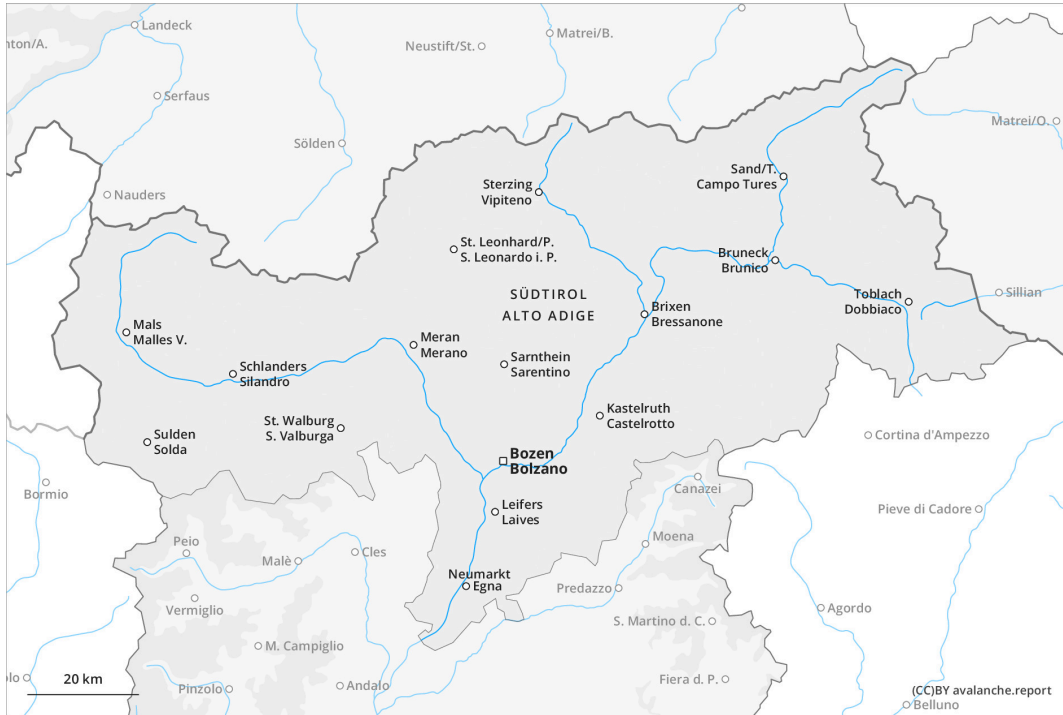 Landeck
nton/A.
Neustift/St.
Matrei/B.
Serfaus
Sölden
Matrei/O.
Nauders
Sterzing
Vipiteno
Sand/T.
Campo Tures
St. Leonhard/P.
S. Leonardo i. P.
Bruneck
Brunico
SÜDTIROL
ALTO ADIGE
Toblach
Dobbiaco
Sillian
Brixen
Bressanone
Mals
Malles V.
Meran
Merano
Sarnthein
Sarentino
Schlanders
Silandro
Kastelruth
Castelrotto
St. Walburg
S. Valburga
Sulden
Solda
Cortina d'Ampezzo
Bozen
Bolzano
Bormio
Canazei
Leifers
Laives
Pieve di Cadore
Peio
Malè
Cles
Moena
Neumarkt
Egna
Predazzo
Vermiglio
Agordo
S. Martino d. C.
M. Campiglio
olo
20 km
Pinzolo
Andalo
Fiera d. P.
(CC)BY avalanche.report
Belluno